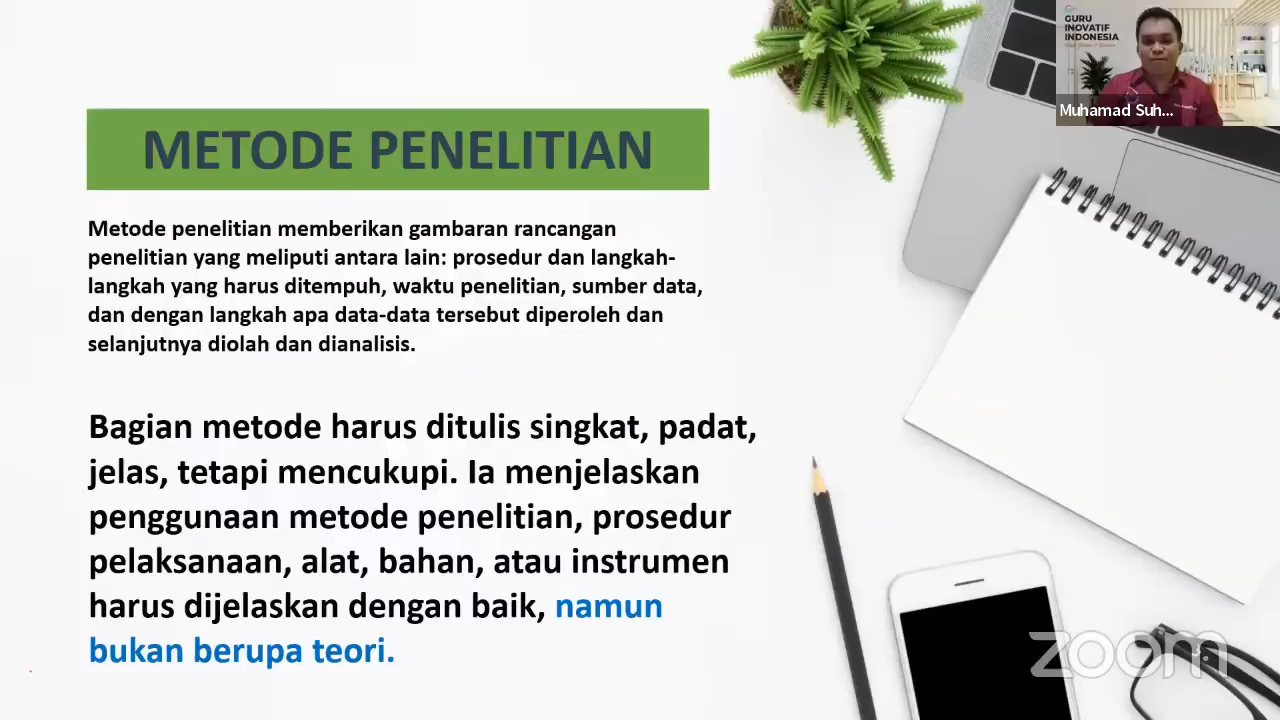 METODE PENELITIAN
Metode penelitian memberikan gambaran rancangan
penelitian yang meliputi antara lain: prosedur dan langkah-
langkah yang harus ditempuh, waktu penelitian, sumber data,
dan dengan langkah apa data-data tersebut diperoleh dan
selanjutnya diolah dan dianalisis.
Bagian metode harus ditulis singkat, padat,
jelas, tetapi mencukupi. Ia menjelaskan
penggunaan metode penelitian, prosedur
pelaksanaan, alat, bahan, atau instrumen
harus dijelaskan dengan baik, namun
bukan berupa teori.
GURU
INOVATIF
INDONESIA
Muhamad Suh...
zoom